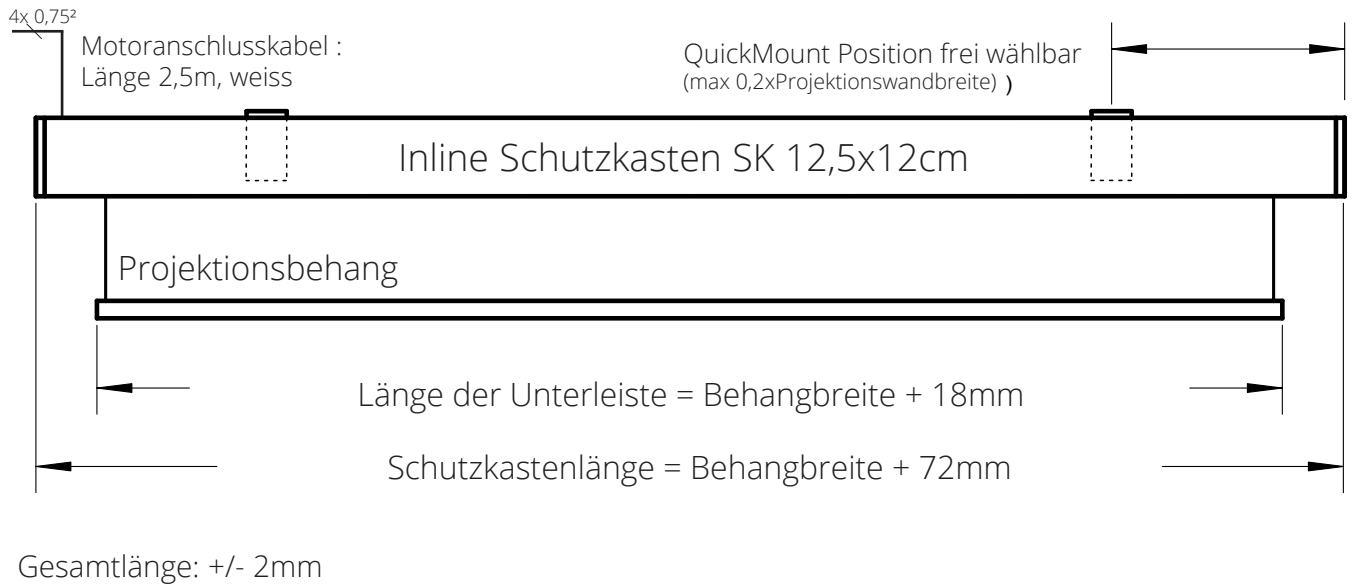 4x 0,75²
Motoranschlusskabel :
Länge 2,5m, weiss
QuickMount Position frei wählbar
(max 0,2xProjektionswandbreite) )
Inline Schutzkasten SK 12,5x12cm
Projektionsbehang
Länge der Unterleiste = Behangbreite + 18mm
Schutzkastenlänge = Behangbreite + 72mm
Gesamtlänge: +/- 2mm